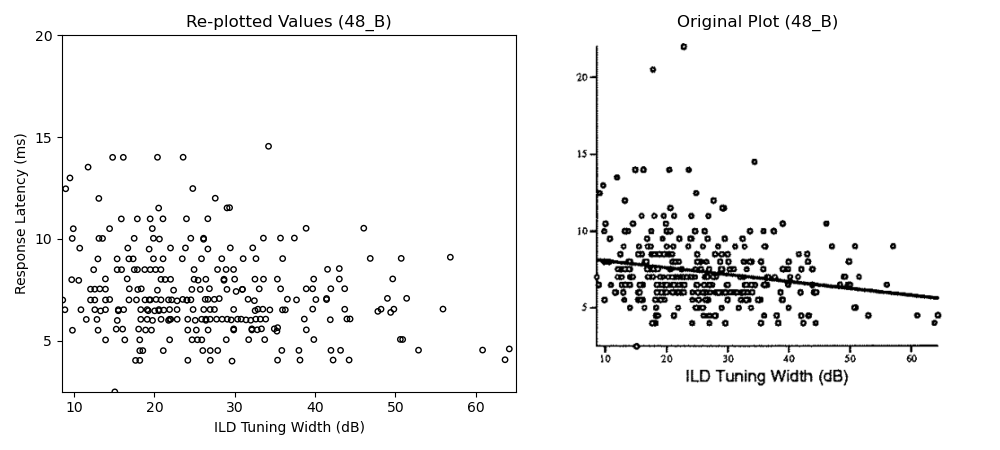 Re-plotted Values (48_B)
20
15
10
5
Response Latency (ms)
10 20 30 40 50 60
ILD Tuning Width (dB)
Original Plot (48_B)
20
15
10
5
10 20 30 40 50 60
ILD Tuning Width (dB)